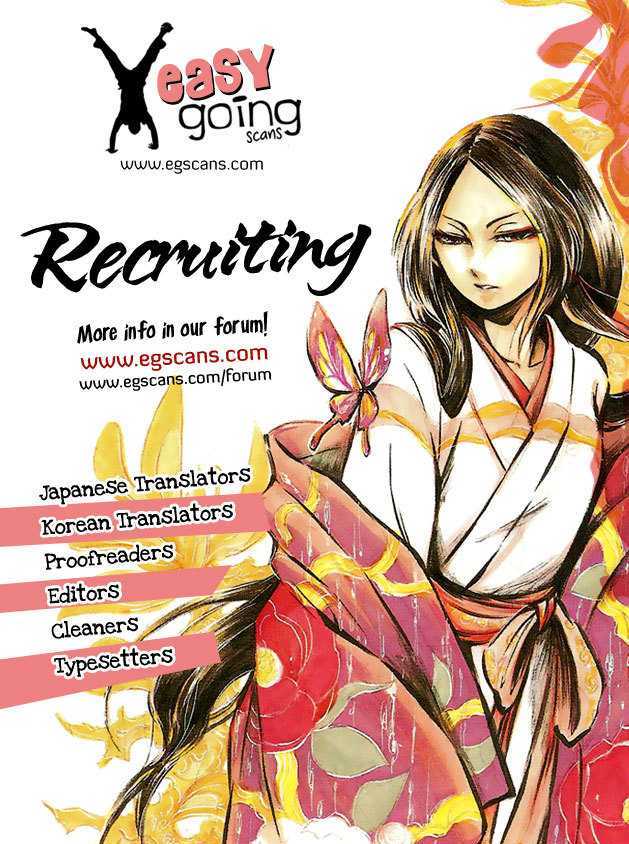 easy
going
scans
www.egscans.com
Recruiting
More info in our forum!
www.egscans.com
www.egscans.com/forum
Japanese Translators
Korean Translators
Proofreaders
Editors
Cleaners
Typesetters